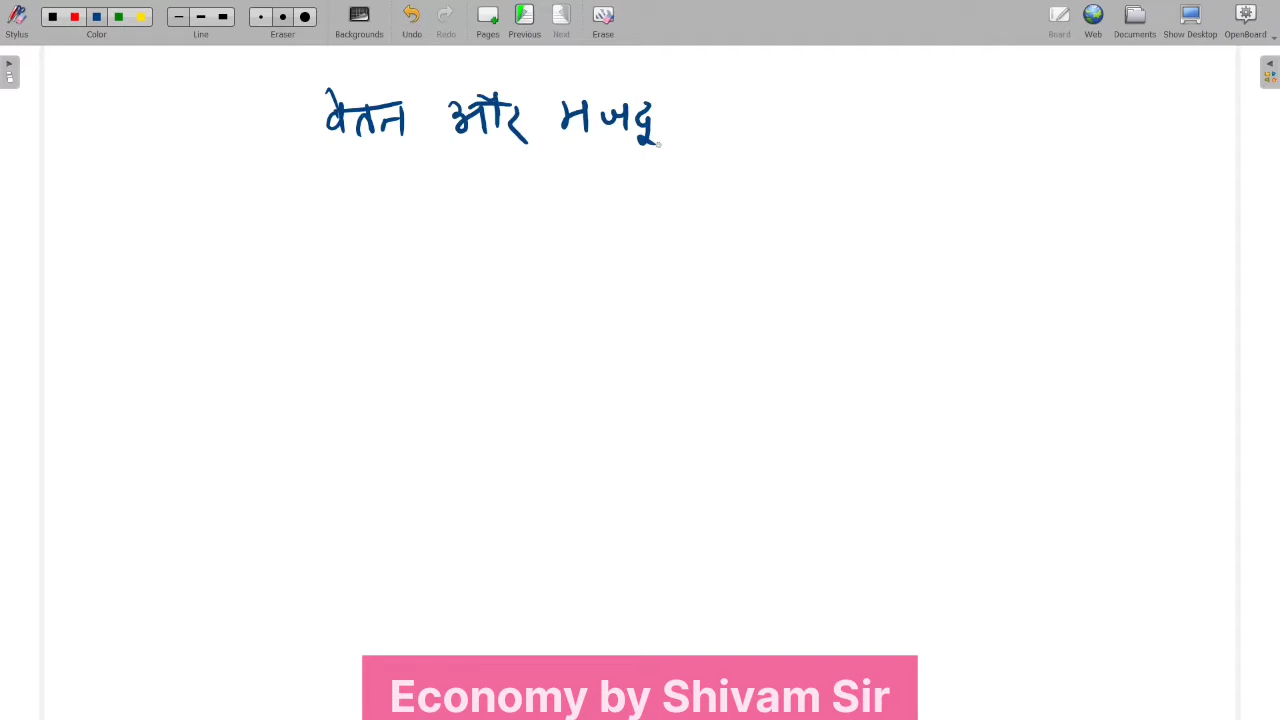 Stylus Color Line Eraser Backgrounds Undo Redo Pages Previous Next Erase Board Web Documents Show Desktop OpenBoard
वेतन और मजदू
Economy by Shivam Sir